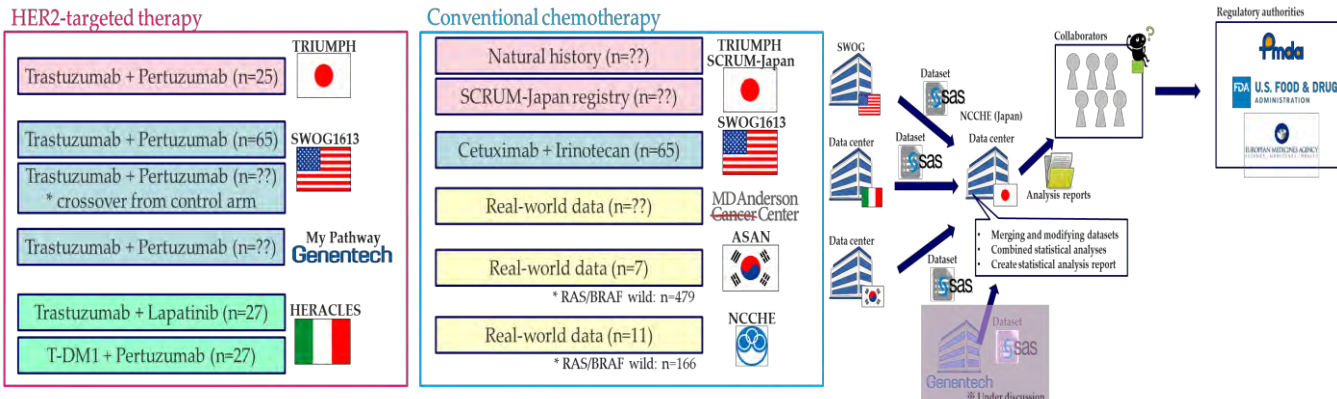 HER2-targeted therapy
TRIUMPH
Trastuzumab + Pertuzumab (n=25)
Trastuzumab + Pertuzumab (n=65)
SWOG1613
Trastuzumab + Pertuzumab (n=??)
* crossover from control arm
Trastuzumab + Pertuzumab (n=??)
My Pathway
Genentech
Trastuzumab + Lapatinib (n=27)
HERACLES
T-DM1 + Pertuzumab (n=27)
Conventional chemotherapy
Natural history (n=??)
TRIUMPH
SCRUM-Japan
SCRUM-Japan registry (n=??)
SWOG1613
Cetuximab + Irinotecan (n=65)
Real-world data (n=??)
MD Anderson
Cancer Center
ASAN
Real-world data (n=7)
* RAS/BRAF wild: n=479
Real-world data (n=11)
NCCHE
* RAS/BRAF wild: n=166
SWOG
Dataset
sas
NCCHE (Japan)
Data center
Data center
Dataset
sas
Data center
Dataset
sas
Analysis reports
• Merging and modifying datasets
• Combined statistical analyses
• Create statistical analysis report
Dataset
sas
Genentech
※ Under discussion
Collaborators
?
Regulatory authorities
Pmda
FDA U.S. FOOD & DRUG
ADMINISTRATION
EUROPEAN MEDICINES AGENCY